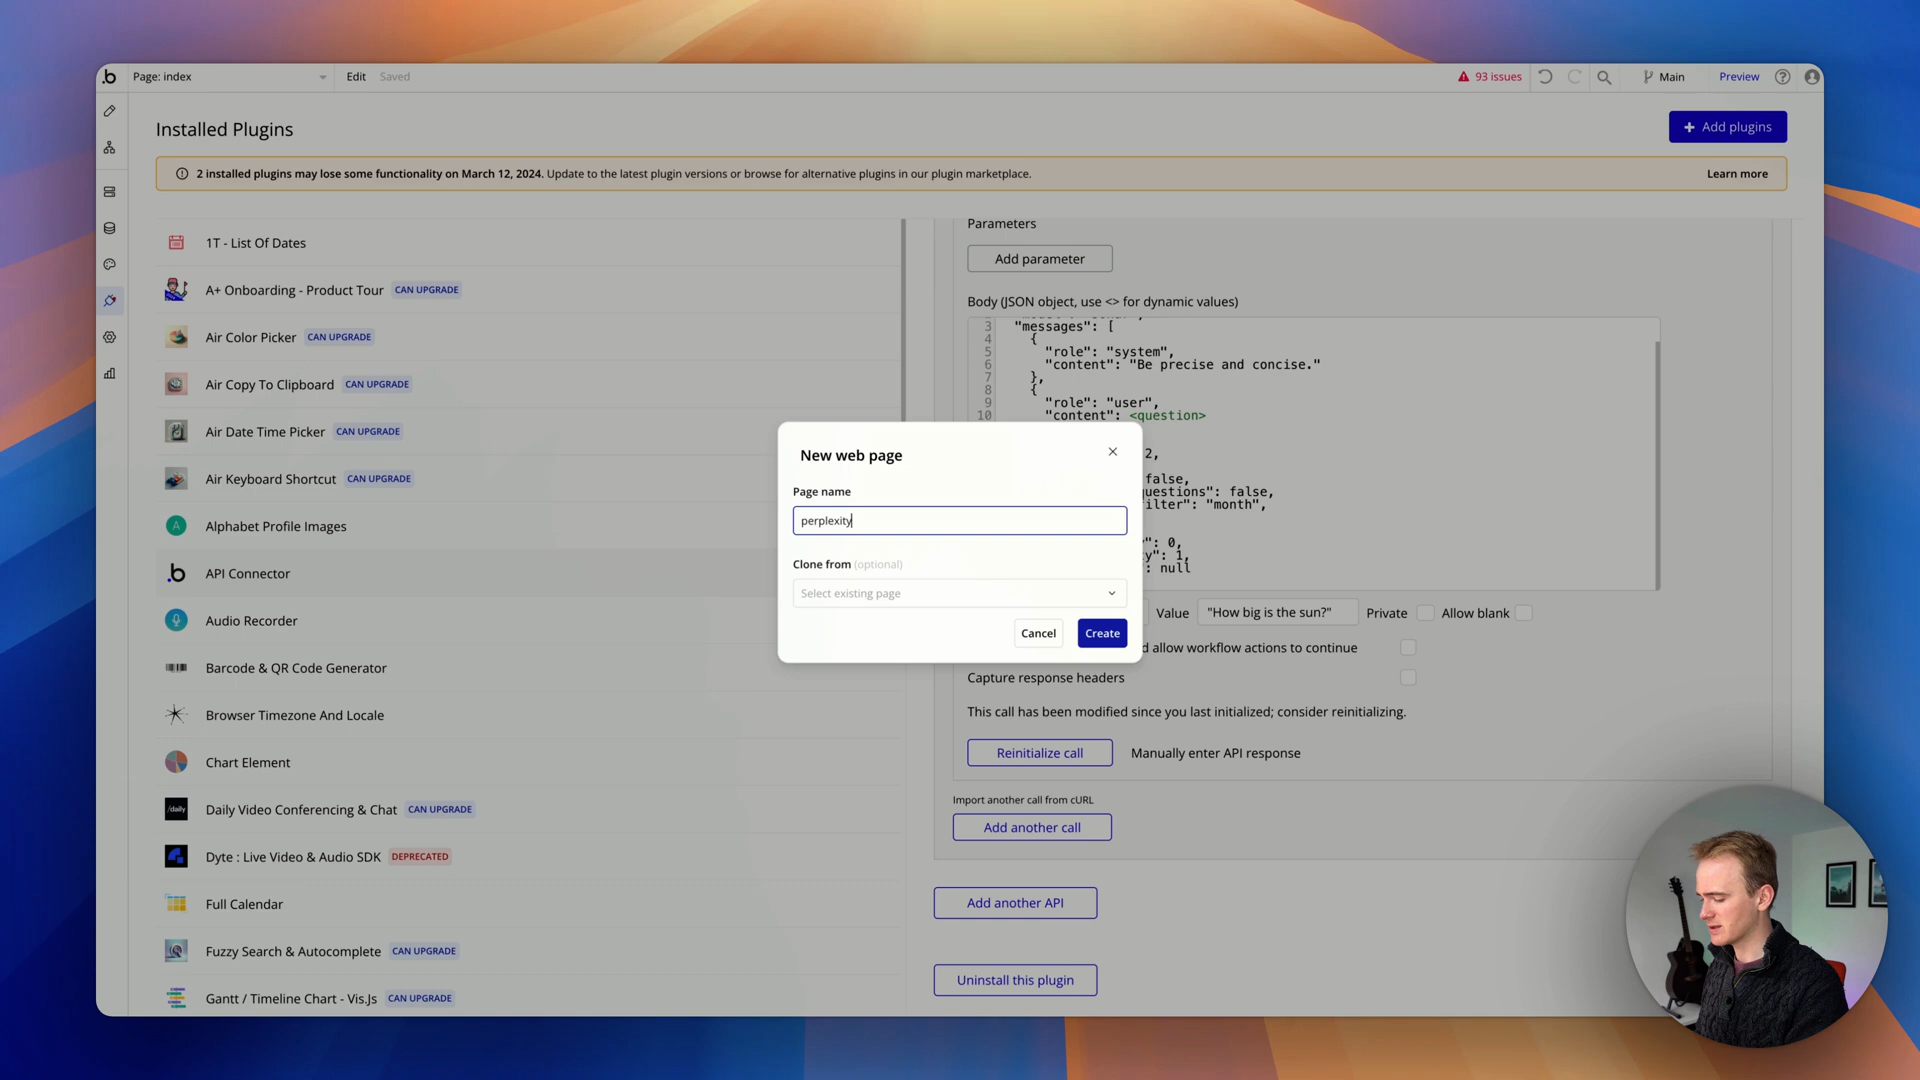 Page: index
Edit
Saved
93 issues
Main
Preview
Installed Plugins
Add plugins
2 installed plugins may lose some functionality on March 12, 2024. Update to the latest plugin versions or browse for alternative plugins in our plugin marketplace.
Learn more
1T - List Of Dates
A+ Onboarding - Product Tour CAN UPGRADE
Air Color Picker CAN UPGRADE
Air Copy To Clipboard CAN UPGRADE
Air Date Time Picker CAN UPGRADE
Air Keyboard Shortcut CAN UPGRADE
A Alphabet Profile Images
API Connector
Audio Recorder
Barcode & QR Code Generator
Browser Timezone And Locale
Chart Element
/daily Daily Video Conferencing & Chat CAN UPGRADE
Dyte : Live Video & Audio SDK DEPRECATED
Full Calendar
Fuzzy Search & Autocomplete CAN UPGRADE
Gantt / Timeline Chart - Vis.Js CAN UPGRADE
Parameters
Add parameter
Body (JSON object, use <> for dynamic values)
3 "messages": [
4 {
5 "role": "system",
6 "content": "Be precise and concise."
7 },
8 {
9 "role": "user",
10 "content": <question>
2,
false,
uestions": false,
ilter": "month",
": 0,
y": 1,
: null
Value "How big is the sun?" Private Allow blank
d allow workflow actions to continue
Capture response headers
This call has been modified since you last initialized; consider reinitializing.
Reinitialize call Manually enter API response
Import another call from cURL
Add another call
Add another API
Uninstall this plugin
New web page
Page name
perplexity
Clone from (optional)
Select existing page
Cancel
Create